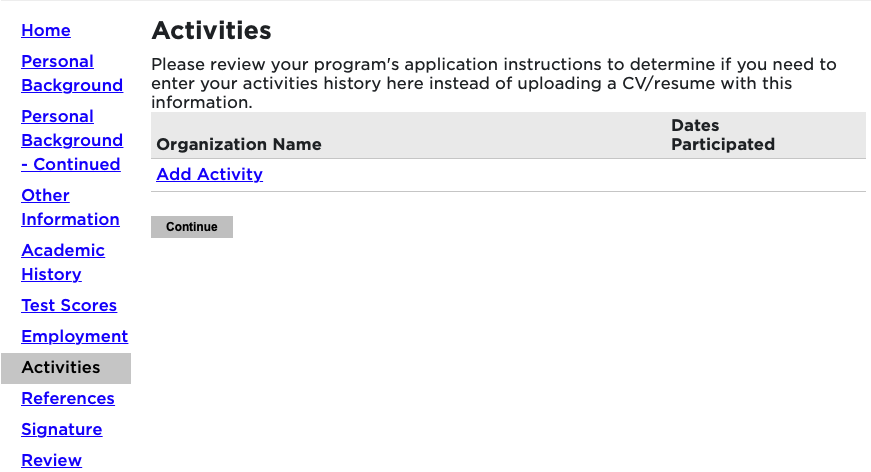 Home
Personal
Background
Personal
Background
- Continued
Other
Information
Academic
History
Test Scores
Employment
Activities
References
Signature
Review
Activities
Please review your program's application instructions to determine if you need to
enter your activities history here instead of uploading a CV/resume with this
information.
Organization Name
Dates
Participated
Add Activity
Continue